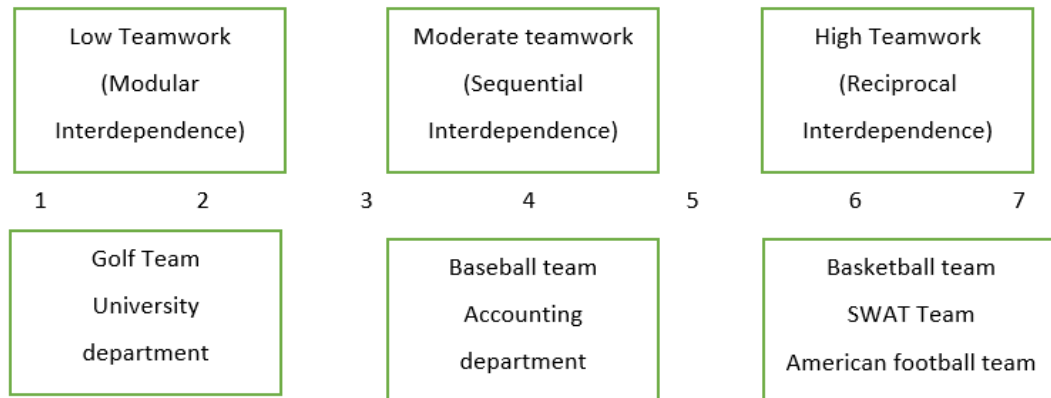 Low Teamwork
(Modular
Interdependence)
Moderate teamwork
(Sequential
Interdependence)
High Teamwork
(Reciprocal
Interdependence)
1 2 3 4 5 6 7
Golf Team
University
department
Baseball team
Accounting
department
Basketball team
SWAT Team
American football team